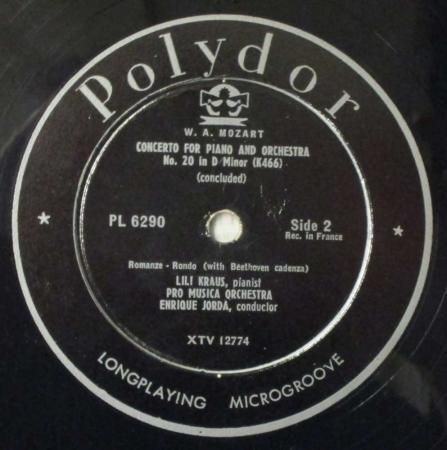 Polydor
W. A. MOZART
CONCERTO FOR PIANO AND ORCHESTRA
No. 20 in D Minor (K466)
(concluded)
PL 6290
Side 2
Rec. in France
Romanze - Rondo (with Beethoven cadenza)
LILI KRAUS, pianist
PRO MUSICA ORCHESTRA
ENRIQUE JORDA, conductor
XTV 12774
LONGPLAYING MICROGROOVE